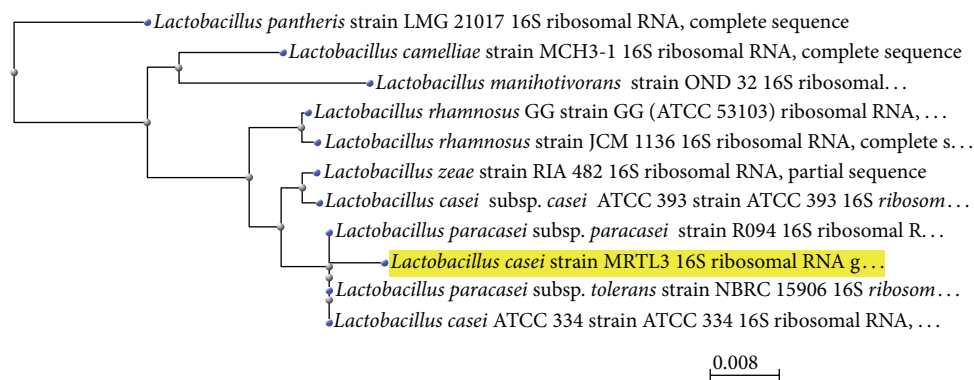 Lactobacillus pantheris strain LMG 21017 16S ribosomal RNA, complete sequence
Lactobacillus camelliae strain MCH3-1 16S ribosomal RNA, complete sequence
Lactobacillus manihotivorans strain OND 32 16S ribosomal...
Lactobacillus rhamnosus GG strain GG (ATCC 53103) ribosomal RNA, ...
Lactobacillus rhamnosus strain JCM 1136 16S ribosomal RNA, complete s...
Lactobacillus zeae strain RIA 482 16S ribosomal RNA, partial sequence
Lactobacillus casei subsp. casei ATCC 393 strain ATCC 393 16S ribosom...
Lactobacillus paracasei subsp. paracasei strain R094 16S ribosomal R...
Lactobacillus casei strain MRTL3 16S ribosomal RNA g...
Lactobacillus paracasei subsp. tolerans strain NBRC 15906 16S ribosom...
Lactobacillus casei ATCC 334 strain ATCC 334 16S ribosomal RNA, ...
0.008